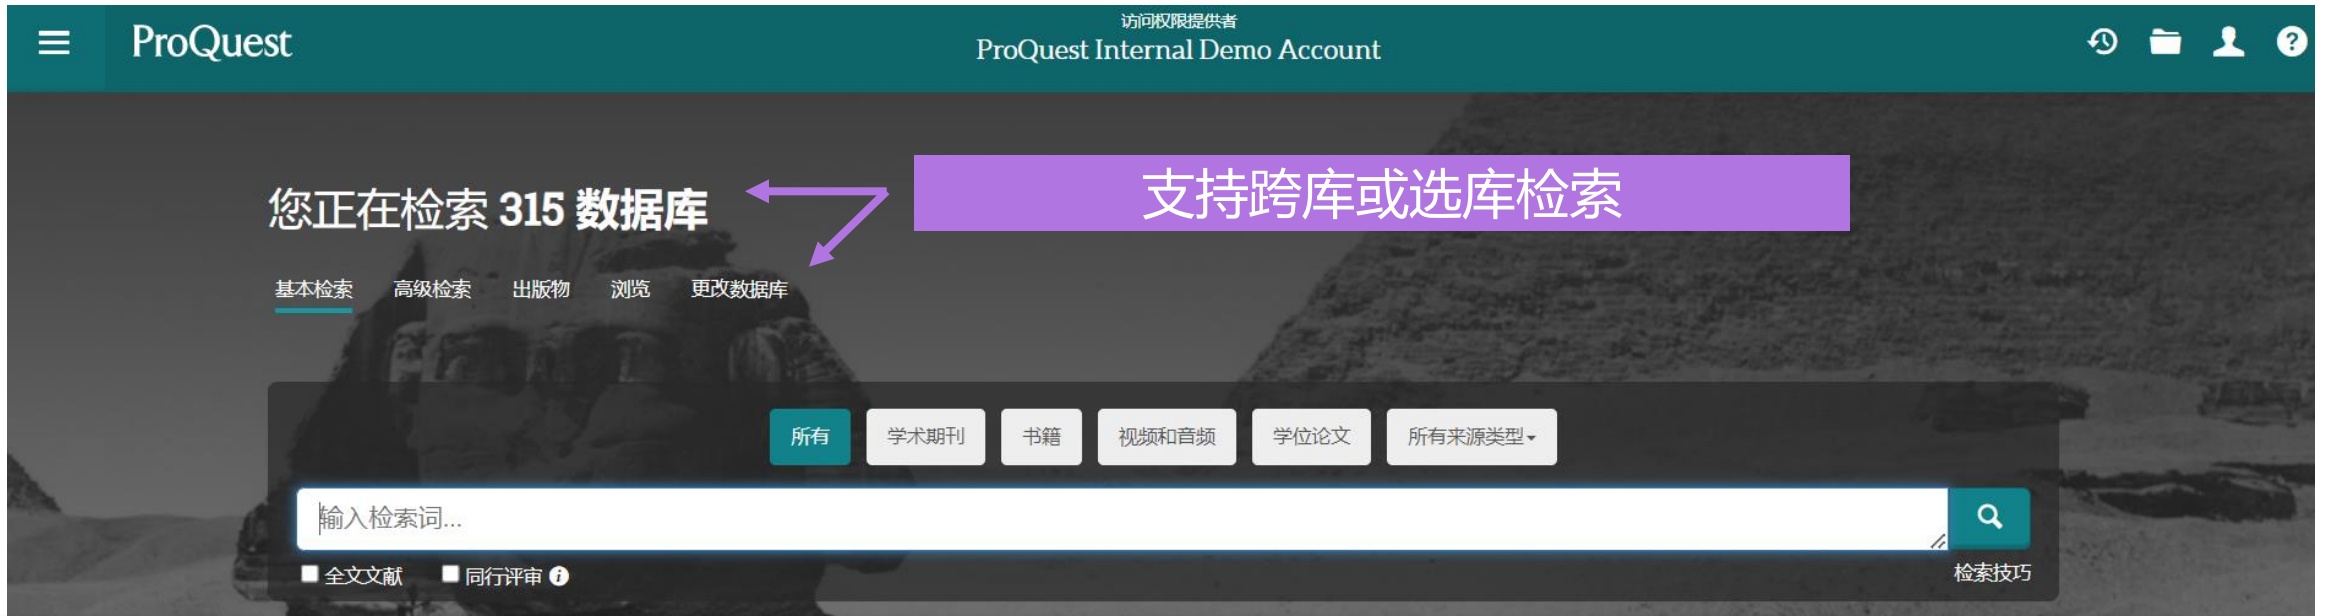 访问权限提供者
ProQuest
ProQuest Internal Demo Account
支持跨库或选库检索
您正在检索 315 数据库
基本检索 高级检索 出版物 浏览 更改数据库
所有 学术期刊 书籍 视频和音频 学位论文 所有来源类型
输入检索词...
全文文献 同行评审
检索技巧